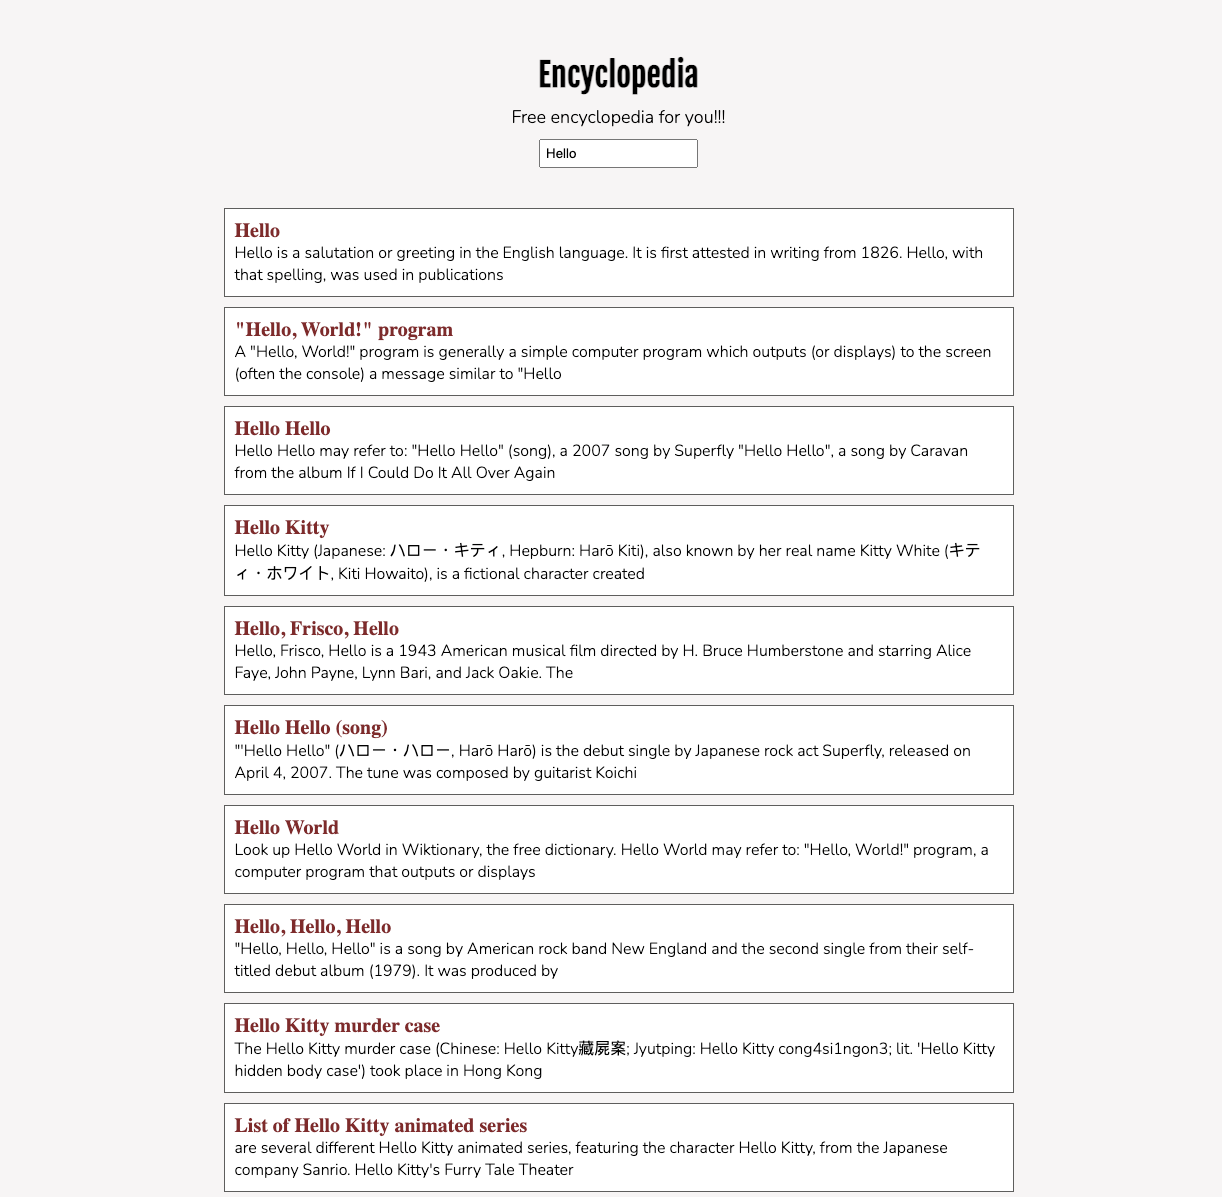 Encyclopedia
Free encyclopedia for you!!!
Hello
Hello
Hello is a salutation or greeting in the English language. It is first attested in writing from 1826. Hello, with
that spelling, was used in publications
"Hello, World!" program
A "Hello, World!" program is generally a simple computer program which outputs (or displays) to the screen
(often the console) a message similar to "Hello
Hello Hello
Hello Hello may refer to: "Hello Hello" (song), a 2007 song by Superfly "Hello Hello", a song by Caravan
from the album If I Could Do It All Over Again
Hello Kitty
Hello Kitty (Japanese: ハロー・キティ, Hepburn: Harō Kiti), also known by her real name Kitty White (キテ
ィ・ホワイト, Kiti Howaito), is a fictional character created
Hello, Frisco, Hello
Hello, Frisco, Hello is a 1943 American musical film directed by H. Bruce Humberstone and starring Alice
Faye, John Payne, Lynn Bari, and Jack Oakie. The
Hello Hello (song)
"'Hello Hello" (ハロー・ハロー, Harō Harō) is the debut single by Japanese rock act Superfly, released on
April 4, 2007. The tune was composed by guitarist Koichi
Hello World
Look up Hello World in Wiktionary, the free dictionary. Hello World may refer to: "Hello, World!" program, a
computer program that outputs or displays
Hello, Hello, Hello
"Hello, Hello, Hello" is a song by American rock band New England and the second single from their self-
titled debut album (1979). It was produced by
Hello Kitty murder case
The Hello Kitty murder case (Chinese: Hello Kitty藏屍案; Jyutping: Hello Kitty cong4si1ngon3; lit. 'Hello Kitty
hidden body case') took place in Hong Kong
List of Hello Kitty animated series
are several different Hello Kitty animated series, featuring the character Hello Kitty, from the Japanese
company Sanrio. Hello Kitty's Furry Tale Theater